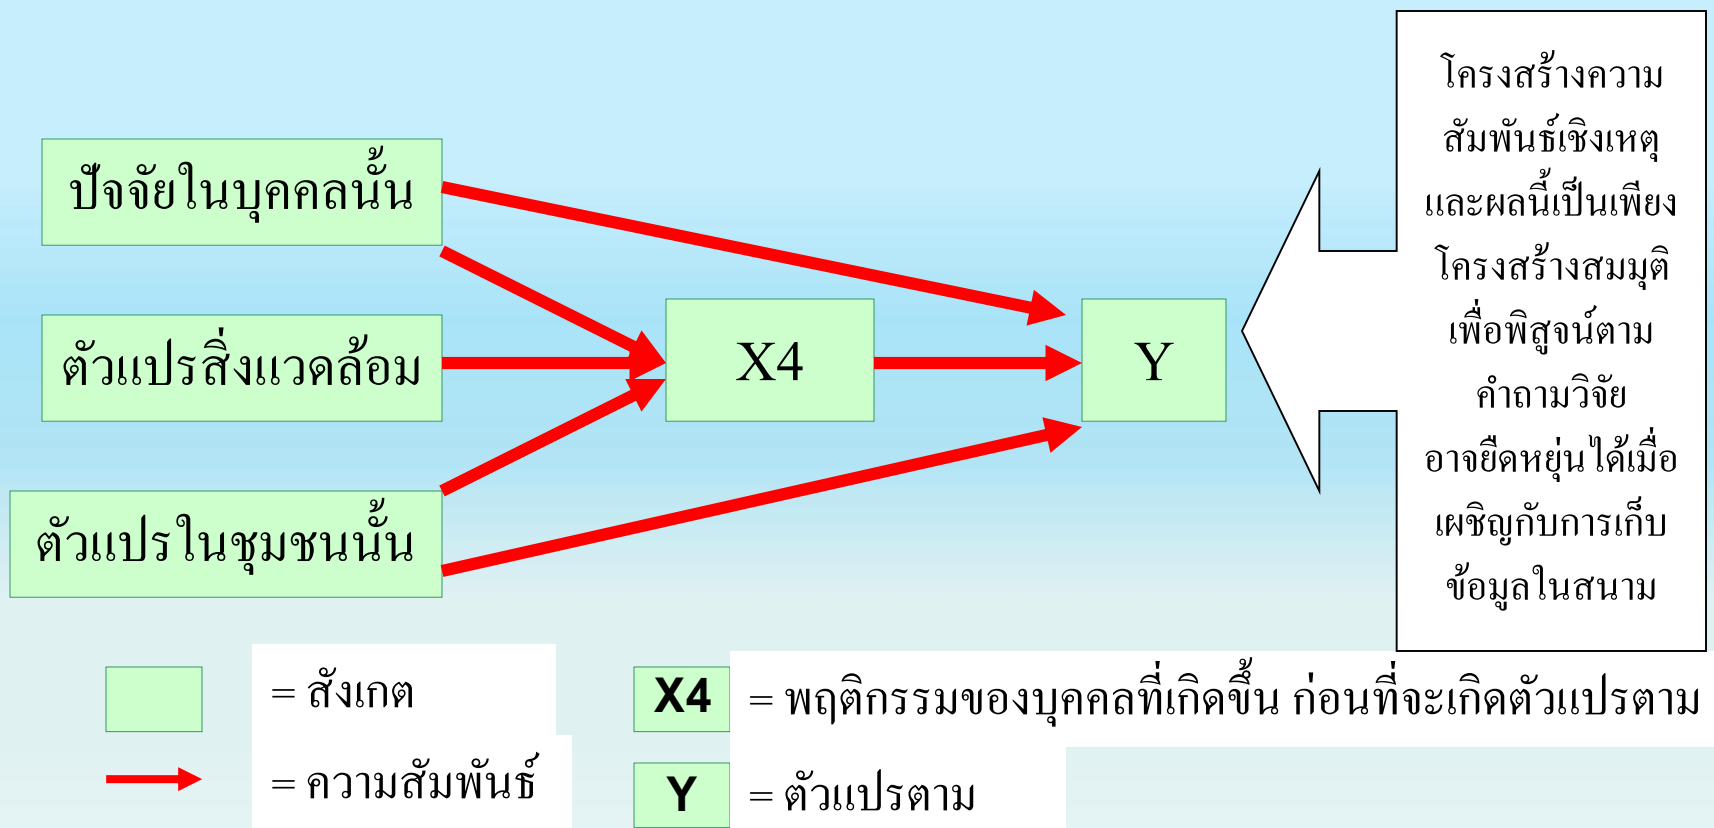 ปัจจัยในบุคคลนั้น
ตัวแปรสิ่งแวดล้อม
ตัวแปรในชุมชนนั้น
X4
Y
โครงสร้างความ
สัมพันธ์เชิงเหตุ
และผลนี้เป็นเพียง
โครงสร้างสมมุติ
เพื่อพิสูจน์ตาม
คำถามวิจัย
อาจยืดหยุ่นได้เมื่อ
เผชิญกับการเก็บ
ข้อมูลในสนาม
= สังเกต
X4 = พฤติกรรมของบุคคลที่เกิดขึ้น ก่อนที่จะเกิดตัวแปรตาม
= ความสัมพันธ์
Y = ตัวแปรตาม